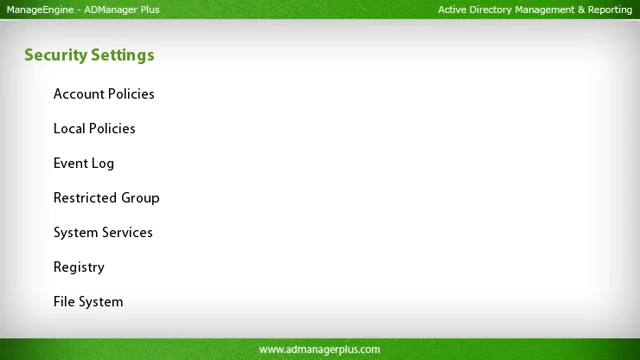 ManageEngine - ADManager Plus
Active Directory Management & Reporting
Security Settings
Account Policies
Local Policies
Event Log
Restricted Group
System Services
Registry
File System
www.admanagerplus.com